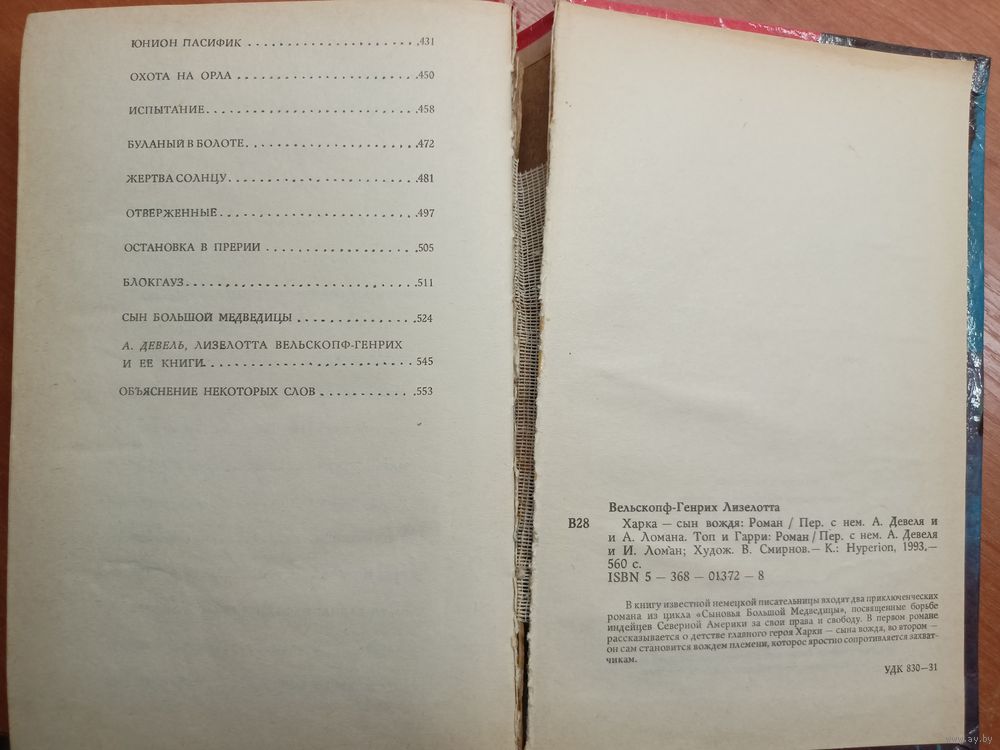 ЮНИОН ПАСИФИК . . . . . . . . . . . . . . . . . . . . .431
ОХОТА НА ОРЛА . . . . . . . . . . . . . . . . . . . . . .450
ИСПЫТАНИЕ. . . . . . . . . . . . . . . . . . . . . . . . .458
БУЛАНЫЙ В БОЛОТЕ. . . . . . . . . . . . . . . . . . . . .472
ЖЕРТВА СОЛНЦУ. . . . . . . . . . . . . . . . . . . . . . .481
ОТВЕРЖЕННЫЕ . . . . . . . . . . . . . . . . . . . . . . .497
ОСТАНОВКА В ПРЕРИИ . . . . . . . . . . . . . . . . . .505
БЛОКГАУЗ. . . . . . . . . . . . . . . . . . . . . . . . . . .511
СЫН БОЛЬШОЙ МЕДВЕДИЦЫ . . . . . . . . . . . . . .524
А. ДЕВЕЛЬ, ЛИЗЕЛОТТА ВЕЛЬСКОПФ-ГЕНРИХ
И ЕЕ КНИГИ. . . . . . . . . . . . . . . . . . . . . . . . . 545
ОБЪЯСНЕНИЕ НЕКОТОРЫХ СЛОВ . . . . . . . . . . . .553
Вельскопф-Генрих Лизелотта
В28 Харка — сын вождя: Роман / Пер. с нем. А. Девеля и
и А. Ломана. Топ и Гарри: Роман / Пер. с нем. А. Девеля
и И. Ломан; Худож. В. Смирнов.— К.: Hyperion, 1993.—
560 с.
ISBN 5 — 368 — 01372 — 8
В книгу известной немецкой писательницы входят два приключенческих
романа из цикла «Сыновья Большой Медведицы», посвященные борьбе
индейцев Северной Америки за свои права и свободу. В первом романе
рассказывается о детстве главного героя Харки — сына вождя, во втором —
он сам становится вождем племени, которое яростно сопротивляется захват-
чикам.
УДК 830—31
www.ay.by